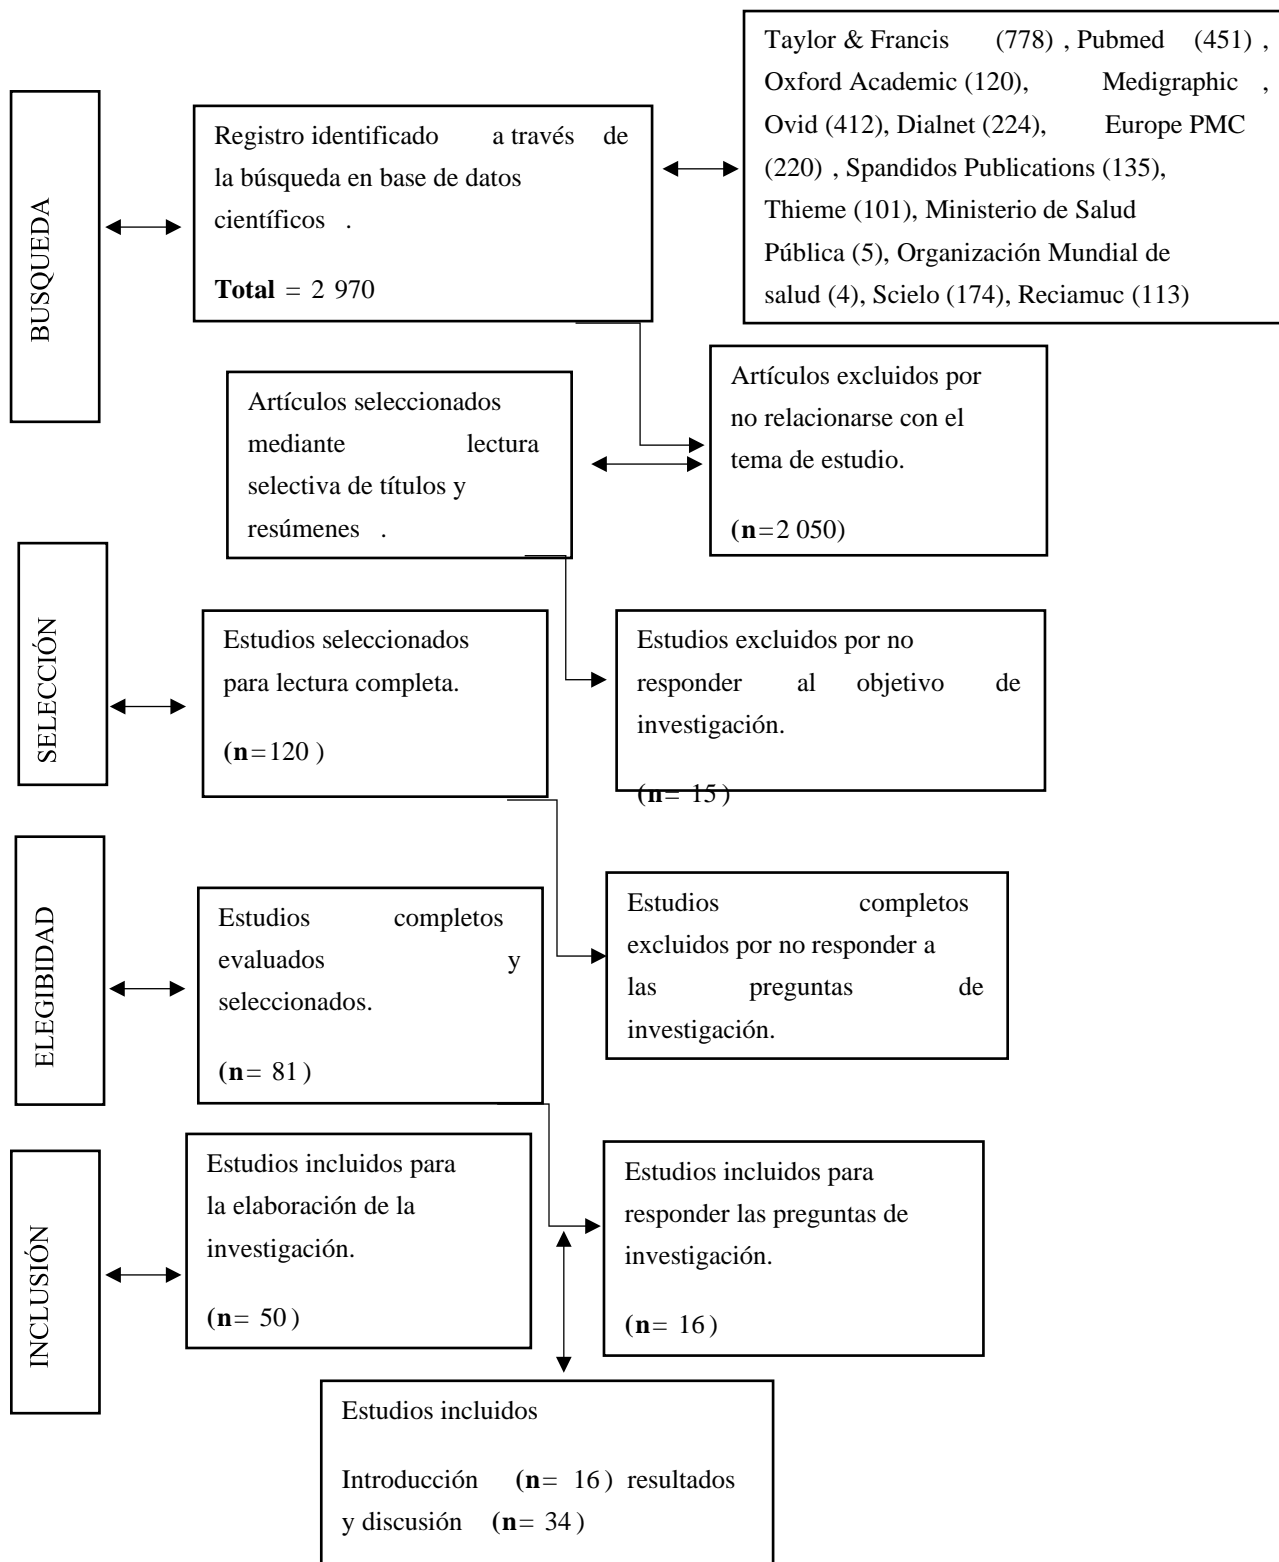 BUSQUEDA
Registro identificado a través de
la búsqueda en base de datos
científicos .
Total = 2 970
Taylor & Francis (778) , Pubmed (451) ,
Oxford Academic (120), Medigraphic ,
Ovid (412), Dialnet (224), Europe PMC
(220) , Spandidos Publications (135),
Thieme (101), Ministerio de Salud
Pública (5), Organización Mundial de
salud (4), Scielo (174), Reciamuc (113)
Artículos seleccionados
mediante lectura
selectiva de títulos y
resúmenes .
Artículos excluidos por
no relacionarse con el
tema de estudio.
(n=2 050)
SELECCIÓN
Estudios seleccionados
para lectura completa.
(n=120 )
Estudios excluidos por no
responder al objetivo de
investigación.
(n= 15)
ELEGIBIDAD
Estudios completos
evaluados y
seleccionados.
(n= 81)
Estudios completos
excluidos por no responder a
las preguntas de
investigación.
INCLUSIÓN
Estudios incluidos para
la elaboración de la
investigación.
(n= 50)
Estudios incluidos para
responder las preguntas de
investigación.
(n= 16)
Estudios incluidos
Introducción (n= 16) resultados
y discusión (n= 34)